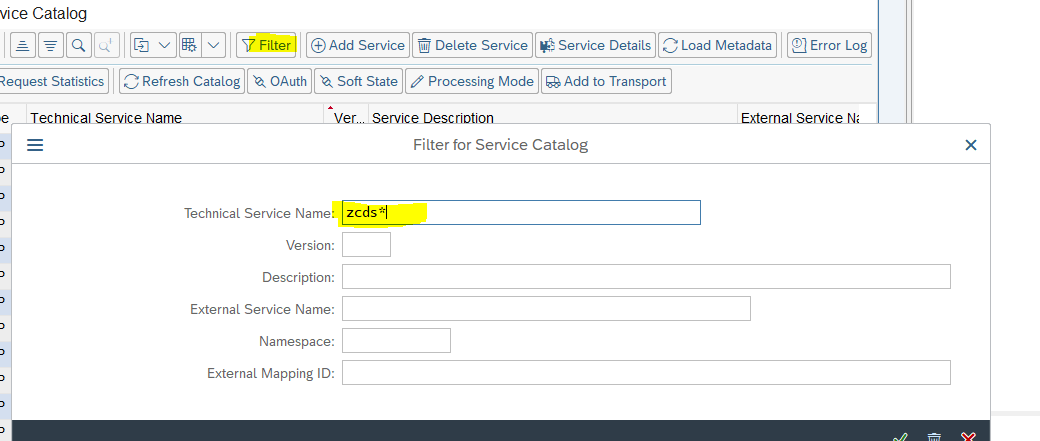 vice Catalog
Filter Add Service Delete Service Service Details Load Metadata Error Log
Request Statistics Refresh Catalog OAuth Soft State Processing Mode Add to Transport
Technical Service Name Ver... Service Description External Service Na
Filter for Service Catalog
Technical Service Name: zcds*
Version:
Description:
External Service Name:
Namespace:
External Mapping ID: